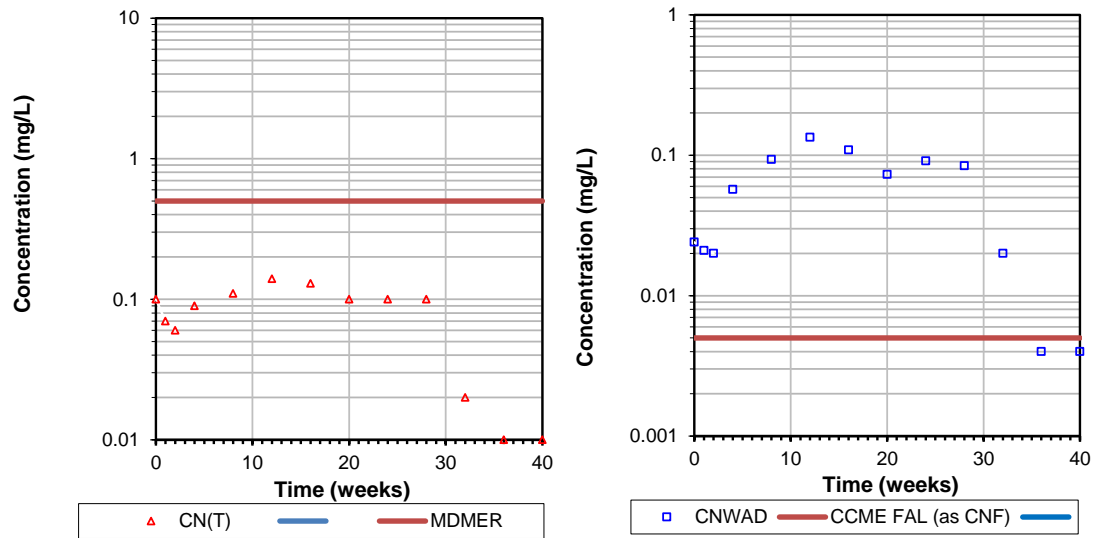 Concentration (mg/L)
10
1
0.1
0.01
0 10 20 30 40
Time (weeks)
CN(T) MDMER
Concentration (mg/L)
1
0.1
0.01
0.001
0 10 20 30 40
Time (weeks)
CNWAD CCME FAL (as CNF)